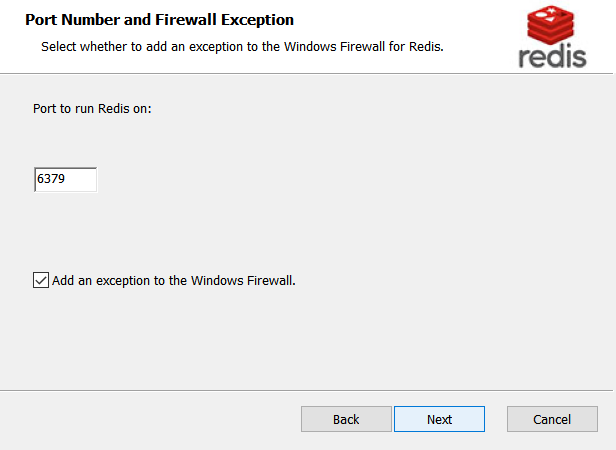 Port Number and Firewall Exception
Select whether to add an exception to the Windows Firewall for Redis.
redis
Port to run Redis on:
6379
Add an exception to the Windows Firewall.
Back
Next
Cancel